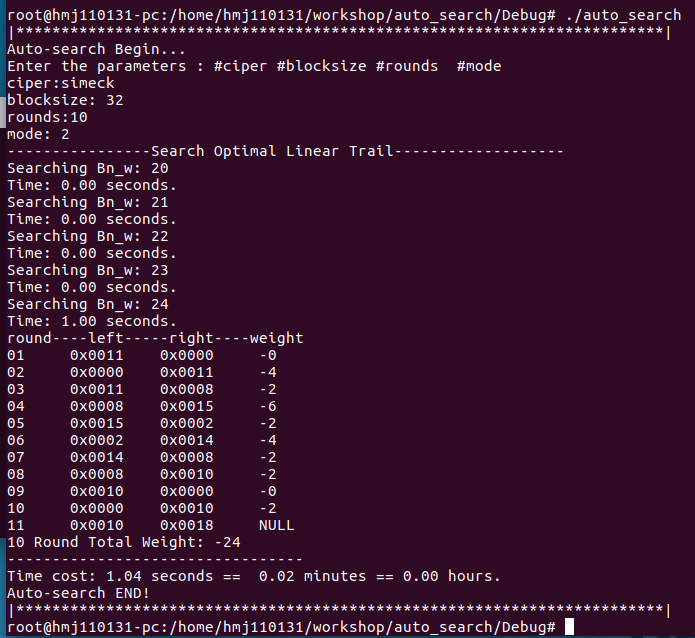 root@hmj110131-pc:/home/hmj110131/workshop/auto_search/Debug# ./auto_search
|***********************************************************************|
Auto-search Begin...
Enter the parameters : #ciper #blocksize #rounds  #mode
ciper:simeck
blocksize: 32
rounds:10
mode: 2
----------------Search Optimal Linear Trail-------------------
Searching Bn_w: 20
Time: 0.00 seconds.
Searching Bn_w: 21
Time: 0.00 seconds.
Searching Bn_w: 22
Time: 0.00 seconds.
Searching Bn_w: 23
Time: 0.00 seconds.
Searching Bn_w: 24
Time: 1.00 seconds.
round----left-----right----weight
01     0x0011    0x0000     -0
02     0x0000    0x0011     -4
03     0x0011    0x0008     -2
04     0x0008    0x0015     -6
05     0x0015    0x0002     -2
06     0x0002    0x0014     -4
07     0x0014    0x0008     -2
08     0x0008    0x0010     -2
09     0x0010    0x0000     -0
10     0x0000    0x0010     -2
11     0x0010    0x0018     NULL
10 Round Total Weight: -24
---------------------------------
Time cost: 1.04 seconds ==  0.02 minutes == 0.00 hours.
Auto-search END!
|***********************************************************************|
root@hmj110131-pc:/home/hmj110131/workshop/auto_search/Debug#